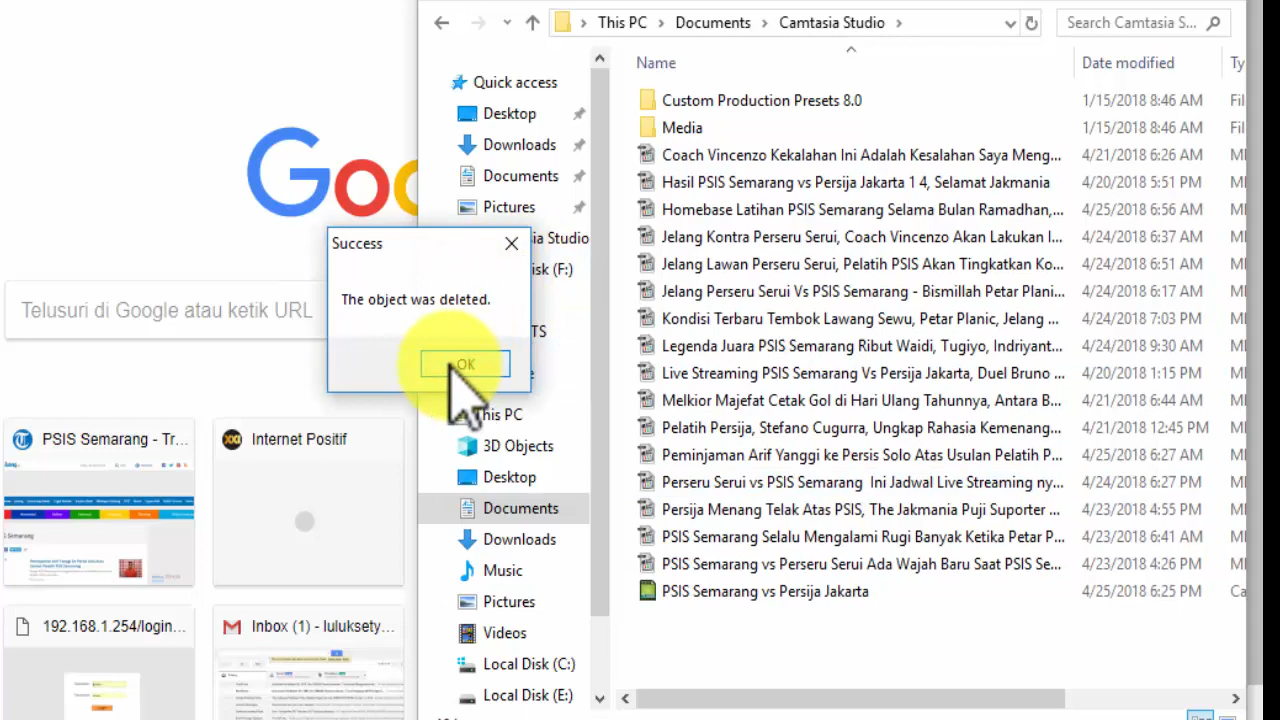 This PC
Documents
Camtasia Studio
Search Camtasia S...
Name
Date modified
Ty
Quick access
Desktop
Downloads
Documents
Pictures
ia Studio
isk (F:)
TS
This PC
3D Objects
Desktop
Documents
Downloads
Music
Pictures
Videos
Local Disk (C:)
Local Disk (E:)
Custom Production Presets 8.0 1/15/2018 8:46 AM Fil
Media 1/15/2018 8:46 AM Fil
Coach Vincenzo Kekalahan Ini Adalah Kesalahan Saya Meng... 4/21/2018 6:26 AM
Hasil PSIS Semarang vs Persija Jakarta 1 4, Selamat Jakmania 4/20/2018 5:51 PM
Homebase Latihan PSIS Semarang Selama Bulan Ramadhan,... 4/25/2018 6:56 AM
Jelang Kontra Perseru Serui, Coach Vincenzo Akan Lakukan I... 4/24/2018 6:37 AM
Jelang Lawan Perseru Serui, Pelatih PSIS Akan Tingkatkan Ko... 4/24/2018 6:26 AM
Jelang Perseru Serui Vs PSIS Semarang - Bismillah Petar Plani... 4/24/2018 6:17 AM
Kondisi Terbaru Tembok Lawang Sewu, Petar Planic, Jelang ... 4/24/2018 7:03 PM
Legenda Juara PSIS Semarang Ribut Waidi, Tugiyo, Indriyant... 4/24/2018 9:30 AM
Live Streaming PSIS Semarang Vs Persija Jakarta, Duel Bruno ... 4/20/2018 1:15 PM
Melkior Majefat Cetak Gol di Hari Ulang Tahunnya, Antara B... 4/21/2018 6:44 AM
Pelatih Persija, Stefano Cugurra, Ungkap Rahasia Kemenang... 4/21/2018 12:45 PM
Peminjaman Arif Yanggi ke Persis Solo Atas Usulan Pelatih P... 4/25/2018 6:27 PM
Perseru Serui vs PSIS Semarang Ini Jadwal Live Streaming ny... 4/24/2018 6:27 PM
Persija Menang Telak Atas PSIS, The Jakmania Puji Suporter ... 4/23/2018 4:55 PM
PSIS Semarang Selalu Mengalami Rugi Banyak Ketika Petar P... 4/23/2018 6:41 AM
PSIS Semarang vs Perseru Serui Ada Wajah Baru Saat PSIS Se... 4/23/2018 4:26 PM
PSIS Semarang vs Persija Jakarta 4/25/2018 6:25 PM Ca
Success
The object was deleted.
OK
Goo
Telusuri di Google atau ketik URL
PSIS Semarang - Tr...
Internet Positif
192.168.1.254/login...
Inbox (1) - luluksety...